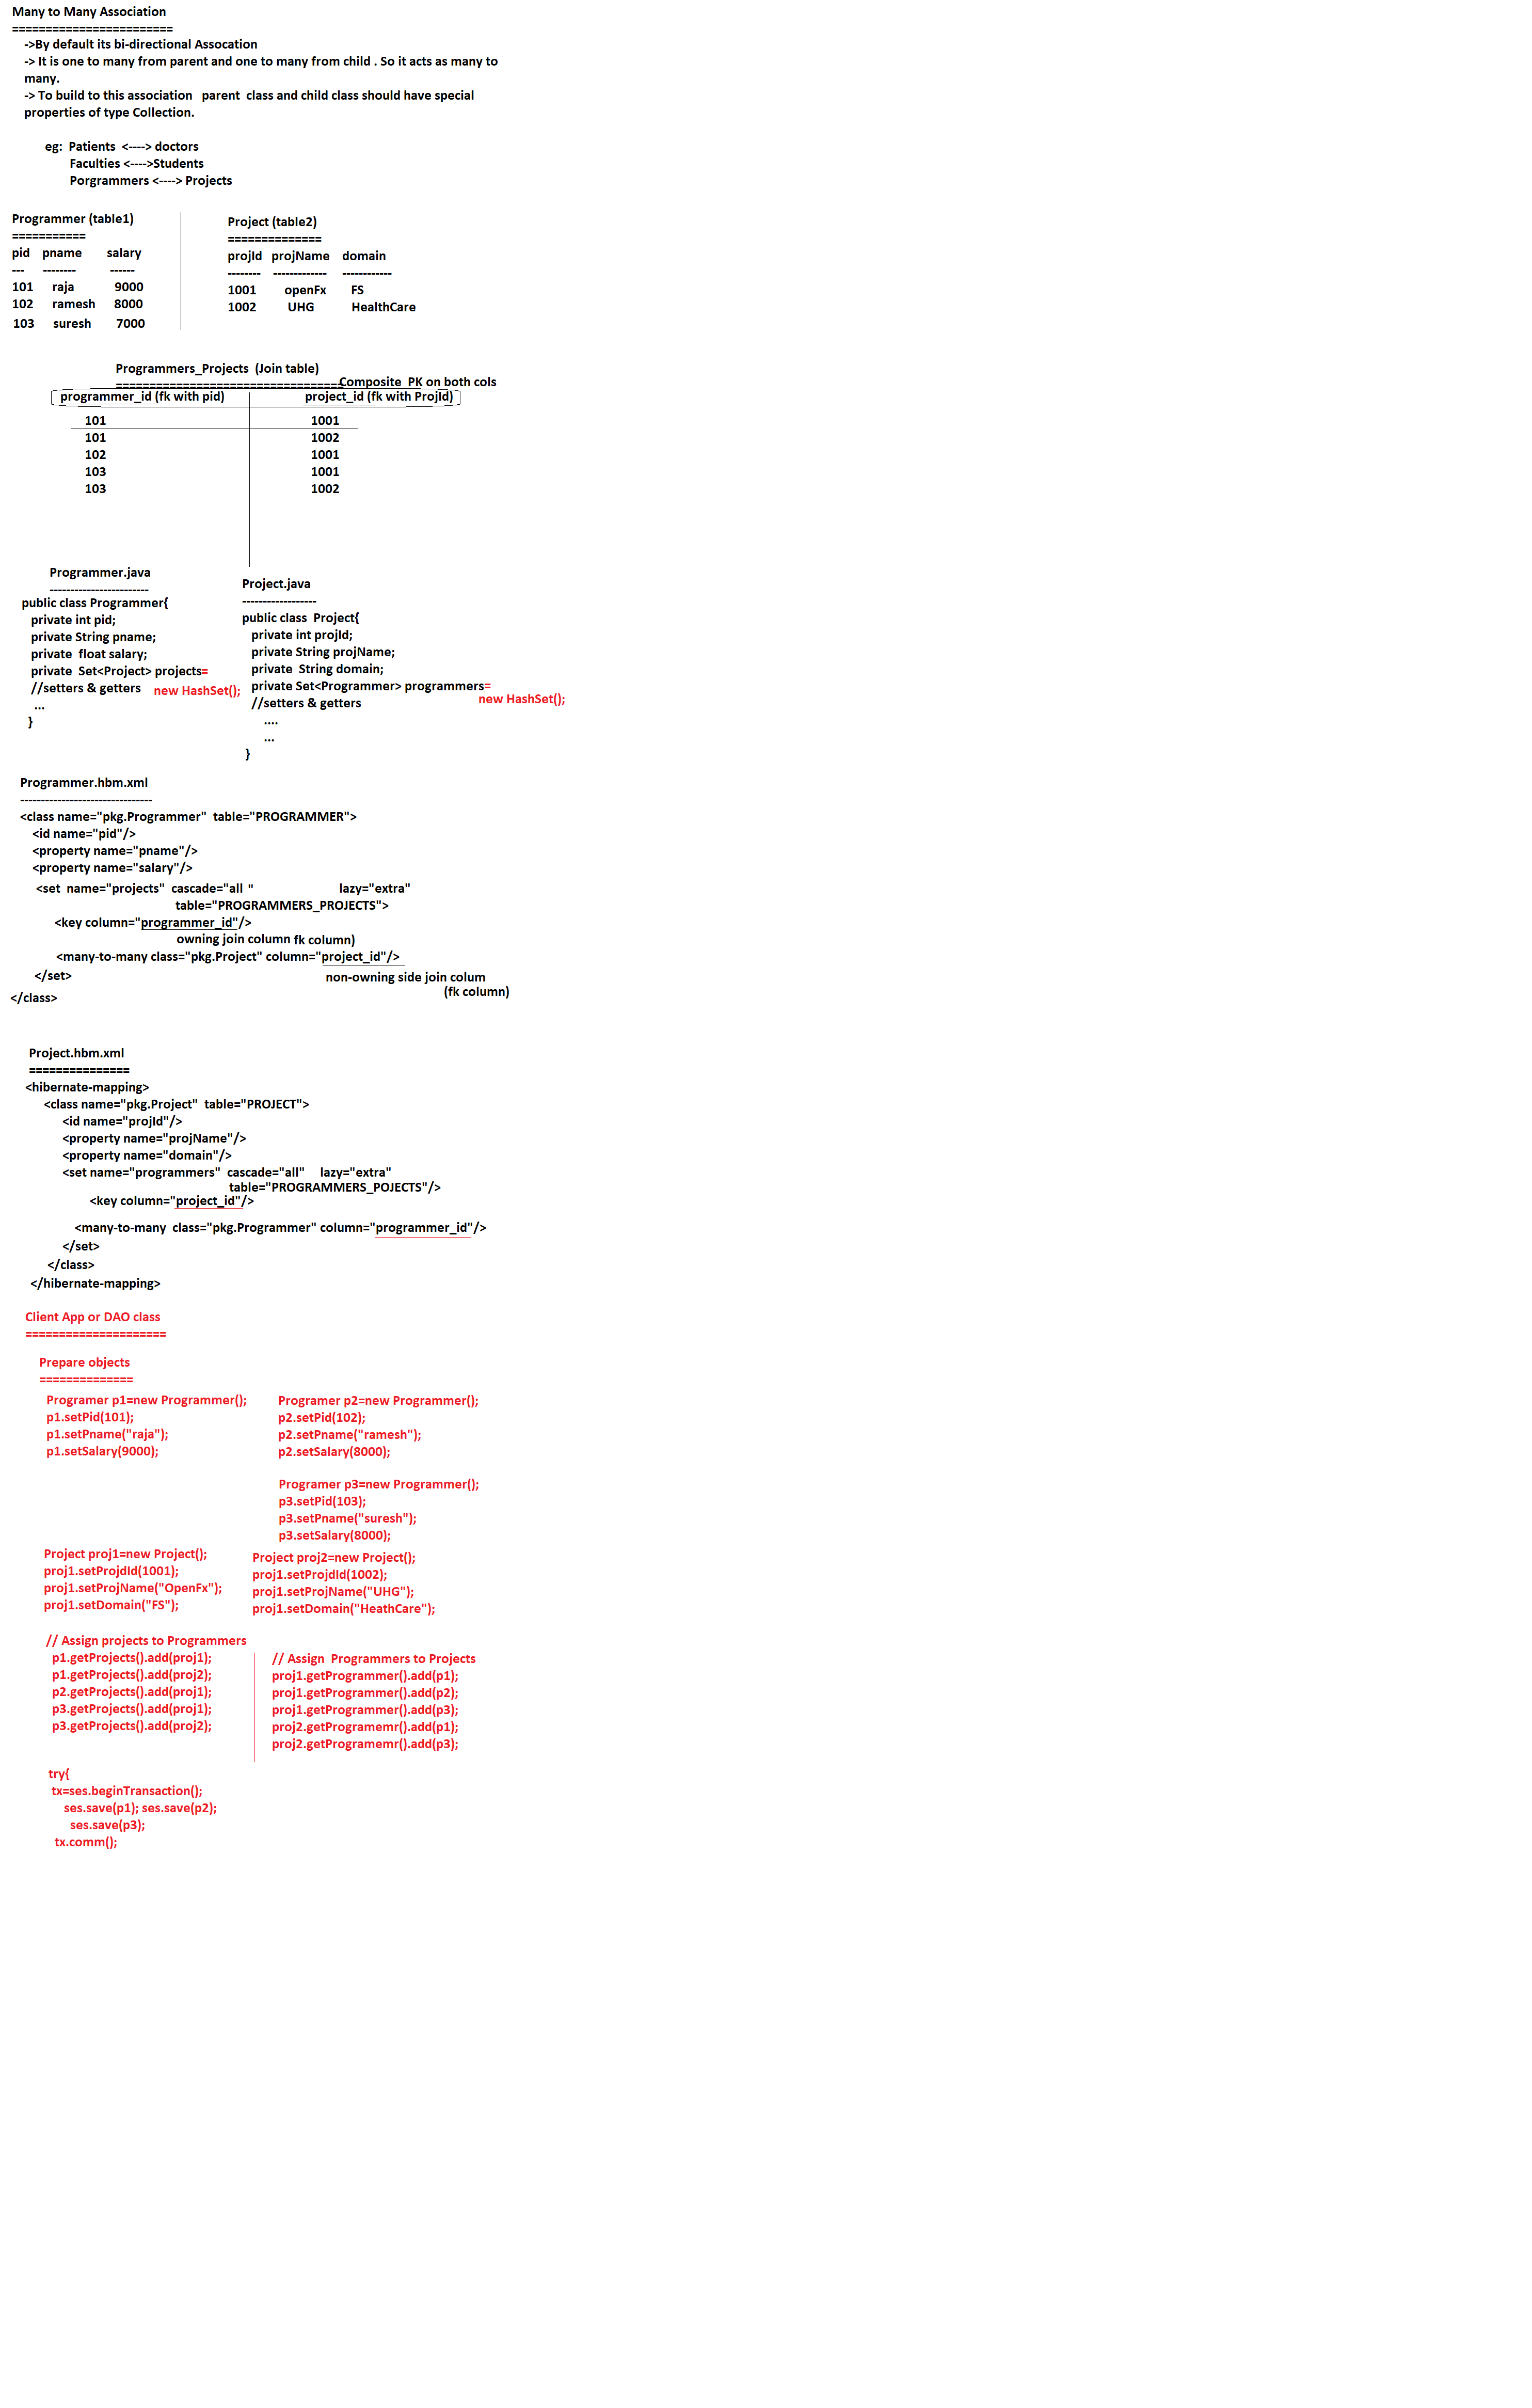 Many to Many Association
========================
->By default its bi-directional Assocation
-> It is one to many from parent and one to many from child . So it acts as many to
many.
-> To build to this association   parent  class and child class should have special
properties of type Collection.
eg:  Patients  <----> doctors
Faculties <---->Students
Porgrammers <----> Projects
Programmer (table1)
===========
pid   pname        salary
---      --------           ------
101      raja             9000
102      ramesh      8000
103      suresh        7000
Project (table2)
==============
projId   projName    domain
--------    -------------     ------------
1001         openFx        FS
1002          UHG            HealthCare
Programmers_Projects  (Join table)
==================================
Composite  PK on both cols
programmer_id (fk with pid)          project_id (fk with ProjId)
101          1001
101          1002
102          1001
103          1001
103          1002
Programmer.java
------------------------
public class Programmer{
private int pid;
private String pname;
private  float salary;
private  Set<Project> projects=
//setters & getters    new HashSet();
...
}
Project.java
------------------
public class  Project{
private int projId;
private String projName;
private  String domain;
private Set<Programmer> programmers=
new HashSet();
//setters & getters
....
...
}
Programmer.hbm.xml
--------------------------------
<class name="pkg.Programmer"  table="PROGRAMMER">
<id name="pid"/>
<property name="pname"/>
<property name="salary"/>
<set  name="projects"  cascade="all  "          lazy="extra"
table="PROGRAMMERS_PROJECTS">
<key column="programmer_id"/>
owning join column fk column)
<many-to-many class="pkg.Project" column="project_id"/>
</set>
non-owning side join colum
(fk column)
</class>
Project.hbm.xml
===============
<hibernate-mapping>
<class name="pkg.Project"  table="PROJECT">
<id name="projId"/>
<property name="projName"/>
<property name="domain"/>
<set name="programmers"  cascade="all"     lazy="extra"
table="PROGRAMMERS_POJECTS"/>
<key column="project_id"/>
<many-to-many  class="pkg.Programmer" column="programmer_id"/>
</set>
</class>
</hibernate-mapping>
Client App or DAO class
=====================
Prepare objects
==============
Programer p1=new Programmer();
p1.setPid(101);
p1.setPname("raja");
p1.setSalary(9000);
Programer p2=new Programmer();
p2.setPid(102);
p2.setPname("ramesh");
p2.setSalary(8000);
Programer p3=new Programmer();
p3.setPid(103);
p3.setPname("suresh");
p3.setSalary(8000);
Project proj1=new Project();
proj1.setProjdId(1001);
proj1.setProjName("OpenFx");
proj1.setDomain("FS");
Project proj2=new Project();
proj1.setProjdId(1002);
proj1.setProjName("UHG");
proj1.setDomain("HeathCare");
// Assign projects to Programmers
p1.getProjects().add(proj1);
p1.getProjects().add(proj2);
p2.getProjects().add(proj1);
p3.getProjects().add(proj1);
p3.getProjects().add(proj2);
// Assign  Programmers to Projects
proj1.getProgrammer().add(p1);
proj1.getProgrammer().add(p2);
proj1.getProgrammer().add(p3);
proj2.getProgramemr().add(p1);
proj2.getProgramemr().add(p3);
try{
tx=ses.beginTransaction();
ses.save(p1); ses.save(p2);
ses.save(p3);
tx.comm();